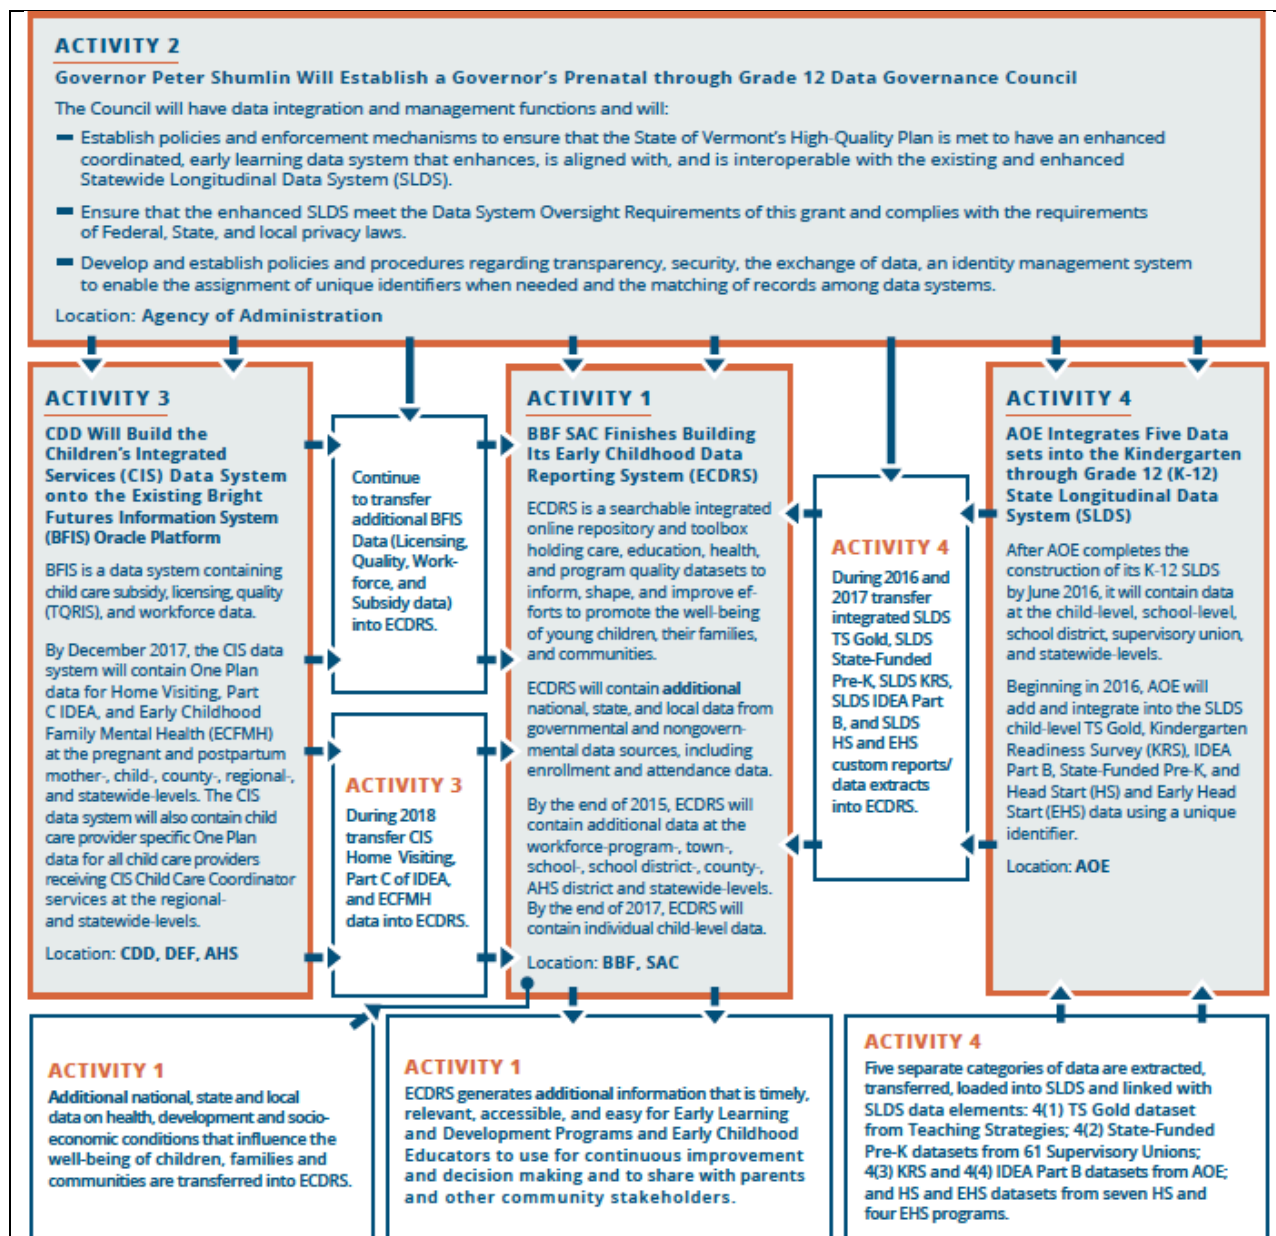 ACTIVITY 2
Governor Peter Shumlin Will Establish a Governor's Prenatal through Grade 12 Data Governance Council
The Council will have data integration and management functions and will:
Establish policies and enforcement mechanisms to ensure that the State of Vermont's High-Quality Plan is met to have an enhanced
coordinated, early learning data system that enhances, is aligned with, and is interoperable with the existing and enhanced
Statewide Longitudinal Data System (SLDS).
Ensure that the enhanced SLDS meet the Data System Oversight Requirements of this grant and complies with the requirements
of Federal, State, and local privacy laws.
Develop and establish policies and procedures regarding transparency, security, the exchange of data, an identity management system
to enable the assignment of unique identifiers when needed and the matching of records among data systems.
Location: Agency of Administration
ACTIVITY 3
CDD Will Build the
Children's Integrated
Services (CIS) Data System
onto the Existing Bright
Futures Information System
(BFIS) Oracle Platform
BFIS is a data system containing
child care subsidy, licensing, quality
(TQRIS), and workforce data.
By December 2017, the CIS data
system will contain One Plan
data for Home Visiting, Part
C IDEA, and Early Childhood
Family Mental Health (ECFMH)
at the pregnant and postpartum
mother-, child-, county-, regional-,
and statewide-levels. The CIS
data system will also contain child
care provider specific One Plan
data for all child care providers
receiving CIS Child Care Coordinator
services at the regional-
and statewide-levels.
Location: CDD, DEF, AHS
Continue
to transfer
additional BFIS
Data (Licensing,
Quality, Work-
force, and
Subsidy data)
into ECDRS.
ACTIVITY 3
During 2018
transfer CIS
Home Visiting,
Part C of IDEA,
and ECFMH
data into ECDRS.
ACTIVITY 1
BBF SAC Finishes Building
Its Early Childhood Data
Reporting System (ECDRS)
ECDRS is a searchable integrated
online repository and toolbox
holding care, education, health,
and program quality datasets to
inform, shape, and improve ef-
forts to promote the well-being
of young children, their families,
and communities.
ECDRS will contain additional
national, state, and local data from
governmental and nongovern-
mental data sources, including
enrollment and attendance data.
By the end of 2015, ECDRS will
contain additional data at the
workforce-program-, town-,
school-, school district-, county-,
AHS district and statewide-levels.
By the end of 2017, ECDRS will
contain individual child-level data.
Location: BBF, SAC
ACTIVITY 4
During 2016 and
2017 transfer
integrated SLDS
TS Gold, SLDS
State-Funded
Pre-K, SLDS KRS,
SLDS IDEA Part
B, and SLDS
HS and EHS
custom reports/
data extracts
into ECDRS.
ACTIVITY 4
AOE Integrates Five Data
sets into the Kindergarten
through Grade 12 (K-12)
State Longitudinal Data
System (SLDS)
After AOE completes the
construction of its K-12 SLDS
by June 2016, it will contain data
at the child-level, school-level,
school district, supervisory union,
and statewide-levels.
Beginning in 2016, AOE will
add and integrate into the SLDS
child-level TS Gold, Kindergarten
Readiness Survey (KRS), IDEA
Part B, State-Funded Pre-K, and
Head Start (HS) and Early Head
Start (EHS) data using a unique
identifier.
Location: AOE
ACTIVITY 1
Additional national, state and local
data on health, development and socio-
economic conditions that influence the
well-being of children, families and
communities are transferred into ECDRS.
ACTIVITY 1
ECDRS generates additional information that is timely,
relevant, accessible, and easy for Early Learning
and Development Programs and Early Childhood
Educators to use for continuous improvement
and decision making and to share with parents
and other community stakeholders.
ACTIVITY 4
Five separate categories of data are extracted,
transferred, loaded into SLDS and linked with
SLDS data elements: 4(1) TS Gold dataset
from Teaching Strategies; 4(2) State-Funded
Pre-K datasets from 61 Supervisory Unions;
4(3) KRS and 4(4) IDEA Part B datasets from AOE;
and HS and EHS datasets from seven HS and
four EHS programs.